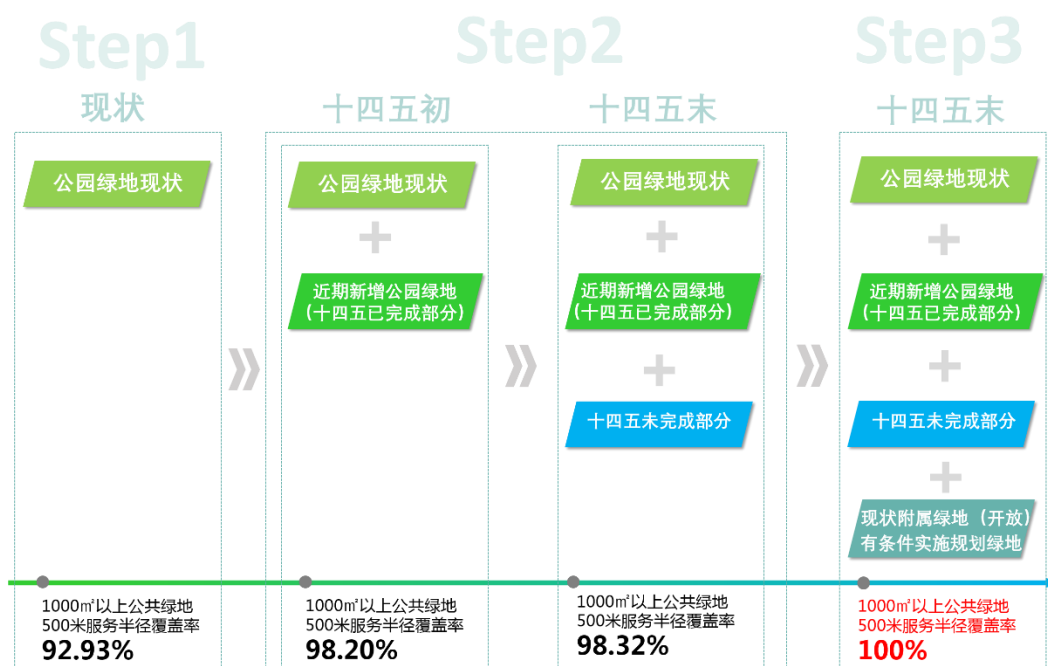 Step1
Step2
Step3
现状
十四五初
十四五末
十四五末
公园绿地现状
公园绿地现状
公园绿地现状
公园绿地现状
+
+
+
近期新增公园绿地
(十四五已完成部分)
近期新增公园绿地
(十四五已完成部分)
近期新增公园绿地
(十四五已完成部分)
+
+
十四五未完成部分
十四五未完成部分
+
现状附属绿地（开放)
有条件实施规划绿地
1000㎡以上公共绿地
500米服务半径覆盖率
92.93%
1000㎡以上公共绿地
500米服务半径覆盖率
98.20%
1000㎡以上公共绿地
500米服务半径覆盖率
98.32%
1000㎡以上公共绿地
500米服务半径覆盖率
100%